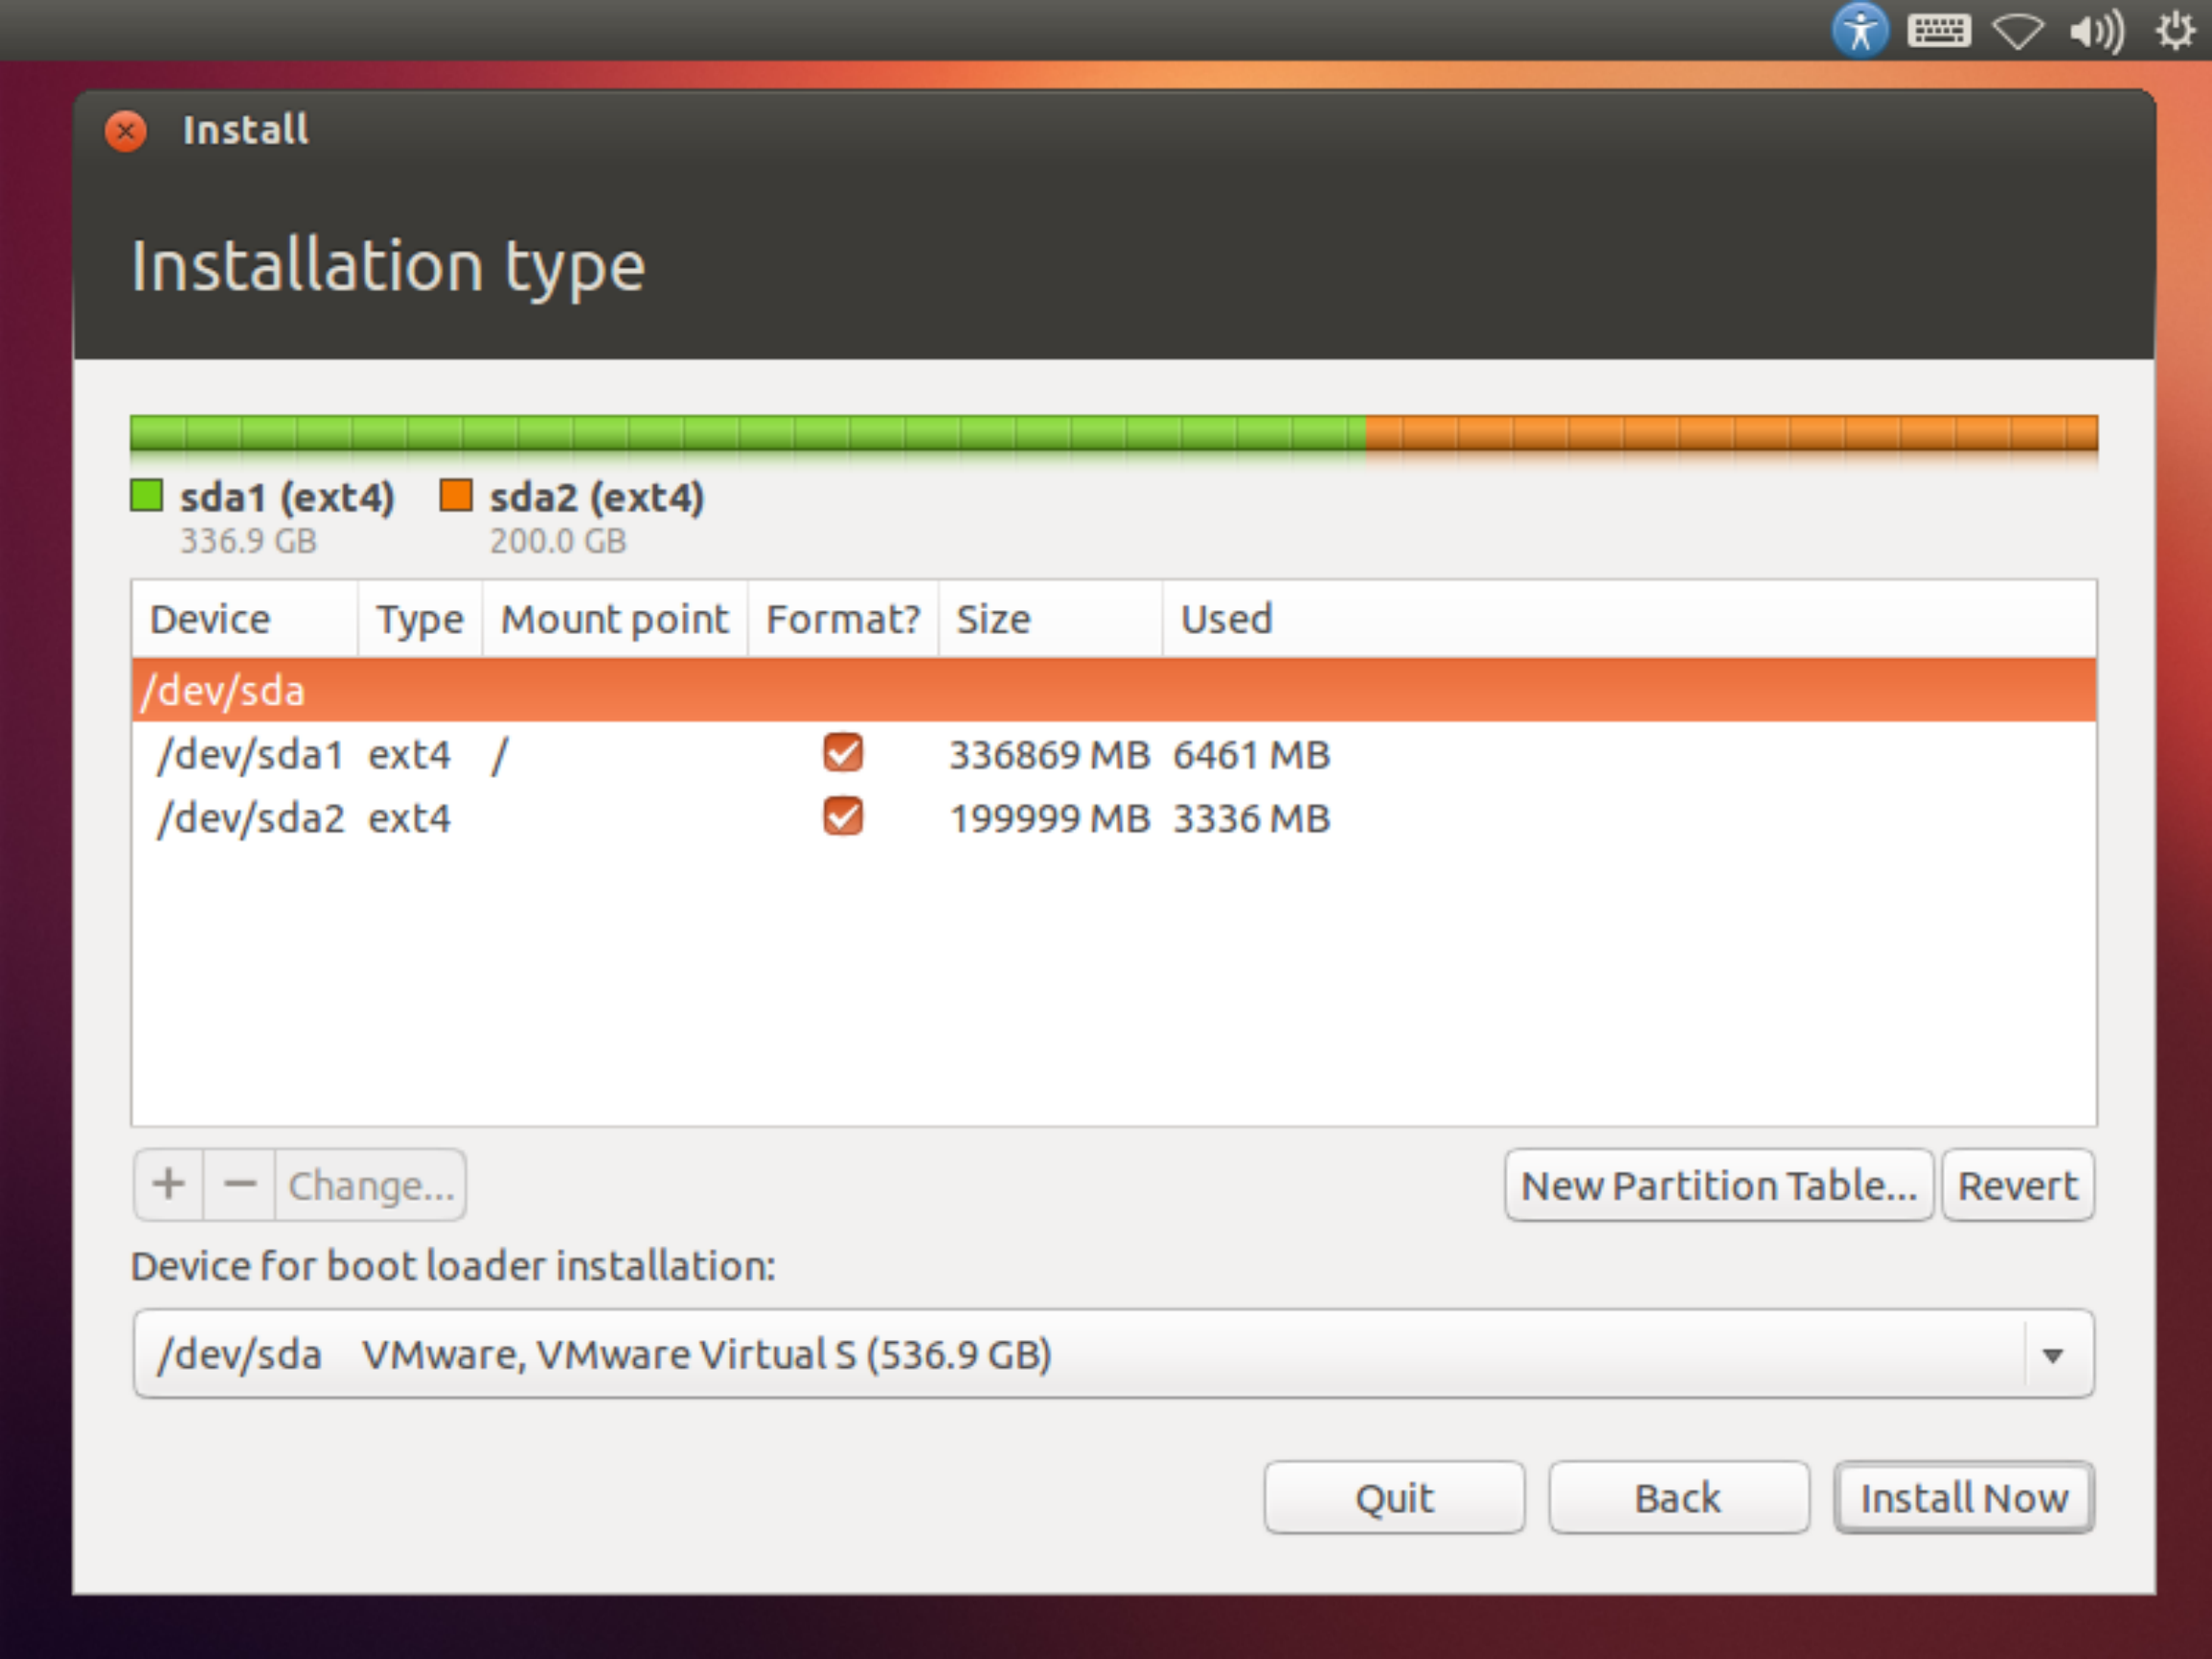 Install
Installation type
sda1 (ext4) sda2 (ext4)
336.9 GB 200.0 GB
Device Type Mount point Format? Size Used
/dev/sda
/dev/sda1 ext4 / 336869 MB 6461 MB
/dev/sda2 ext4 199999 MB 3336 MB
+ − Change... New Partition Table... Revert
Device for boot loader installation:
/dev/sda VMware, VMware Virtual S (536.9 GB)
Quit Back Install Now